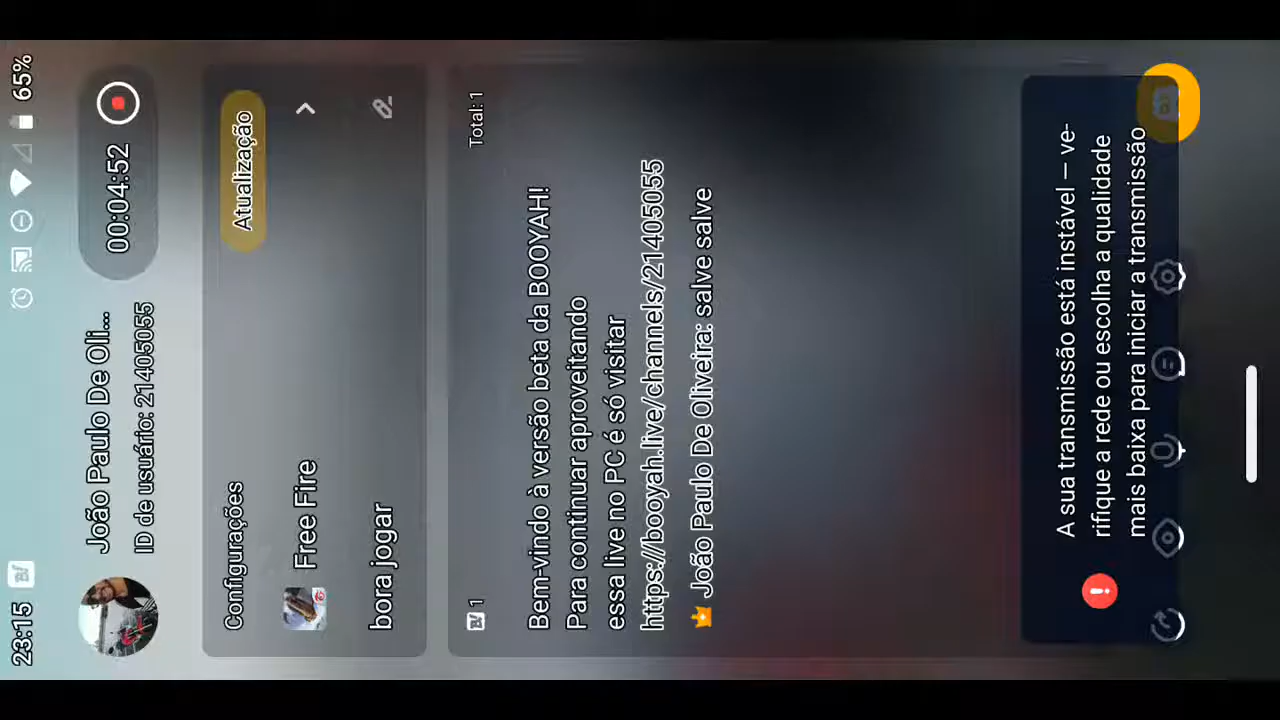 23:15
65%
João Paulo De Oli...
ID de usuário: 21405055
00:04:52
Configurações
Atualização
Free Fire
bora jogar
1
Total: 1
Bem-vindo à versão beta da BOOYAH!
Para continuar aproveitando
essa live no PC é só visitar
https://booyah.live/channels/21405055
João Paulo De Oliveira: salve salve
A sua transmissão está instável – ve-
rifique a rede ou escolha a qualidade
mais baixa para iniciar a transmissão